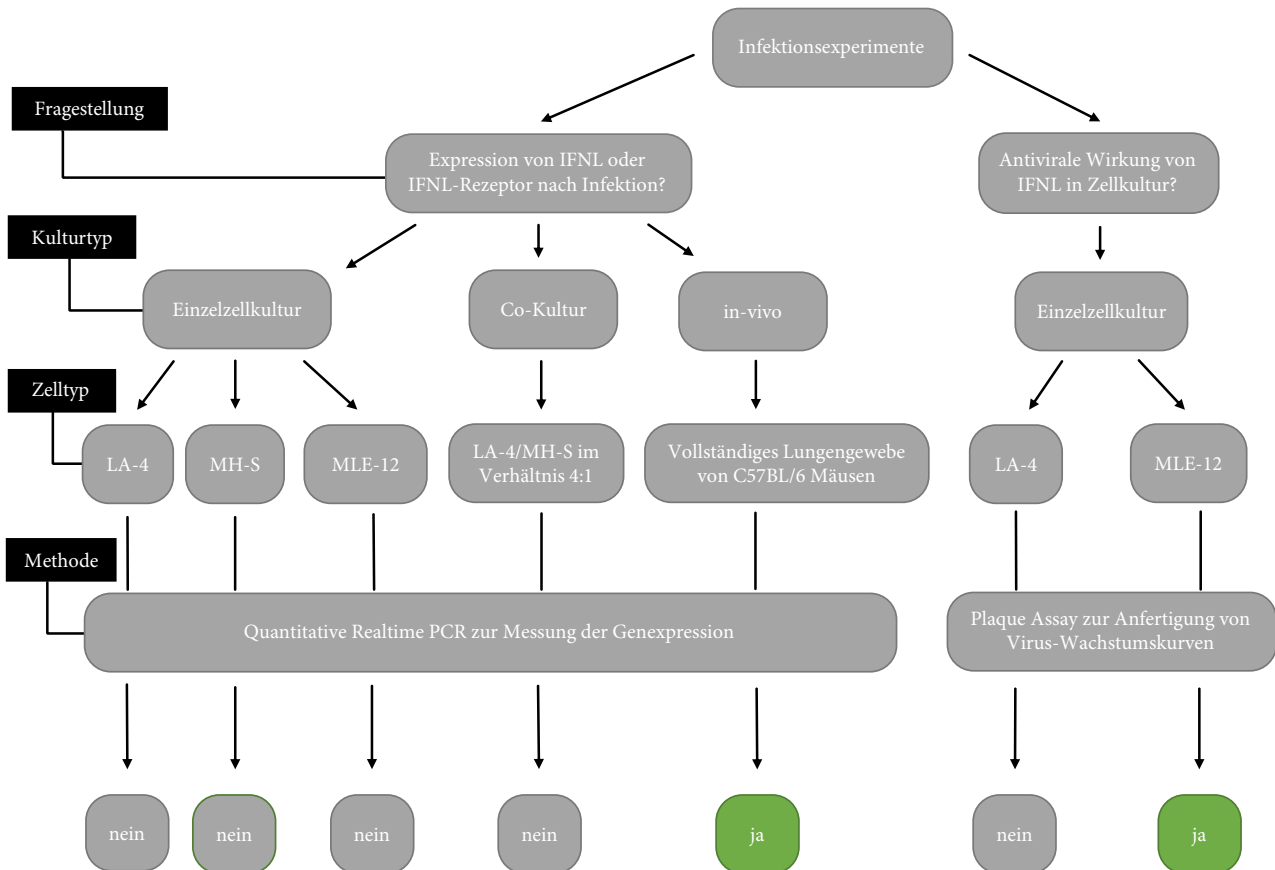 Infektionsexperimente
Fragestellung
Expression von IFNL oder
IFNL-Rezeptor nach Infektion?
Antivirale Wirkung von
IFNL in Zellkultur?
Kulturtyp
Einzelzellkultur
Co-Kultur
in-vivo
Einzelzellkultur
Zelltyp
LA-4
MH-S
MLE-12
LA-4/MH-S im
Verhältnis 4:1
Vollständiges Lungengewebe
von C57BL/6 Mäusen
LA-4
MLE-12
Methode
Quantitative Realtime PCR zur Messung der Genexpression
Plaque Assay zur Anfertigung von
Virus-Wachstumskurven
nein
nein
nein
nein
ja
nein
ja